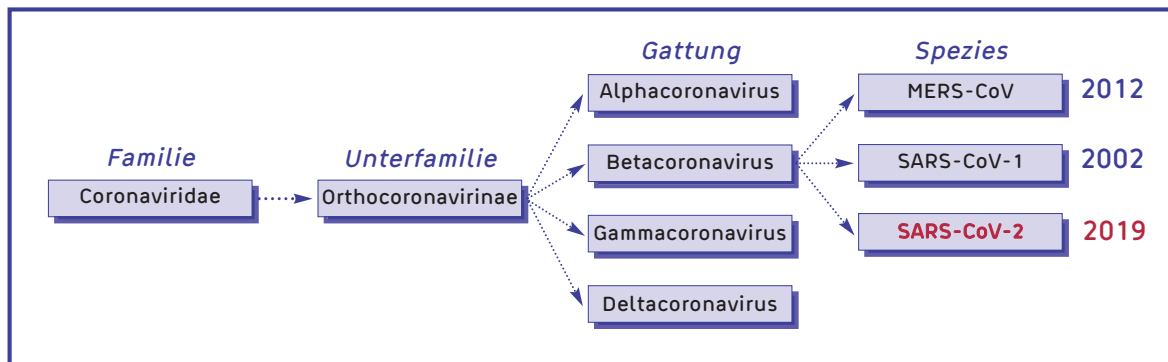 Familie
Coronaviridae
Unterfamilie
Orthocoronavirinae
Gattung
Alphacoronavirus
Betacoronavirus
Gammacoronavirus
Deltacoronavirus
Spezies
MERS-CoV 2012
SARS-CoV-1 2002
SARS-CoV-2 2019